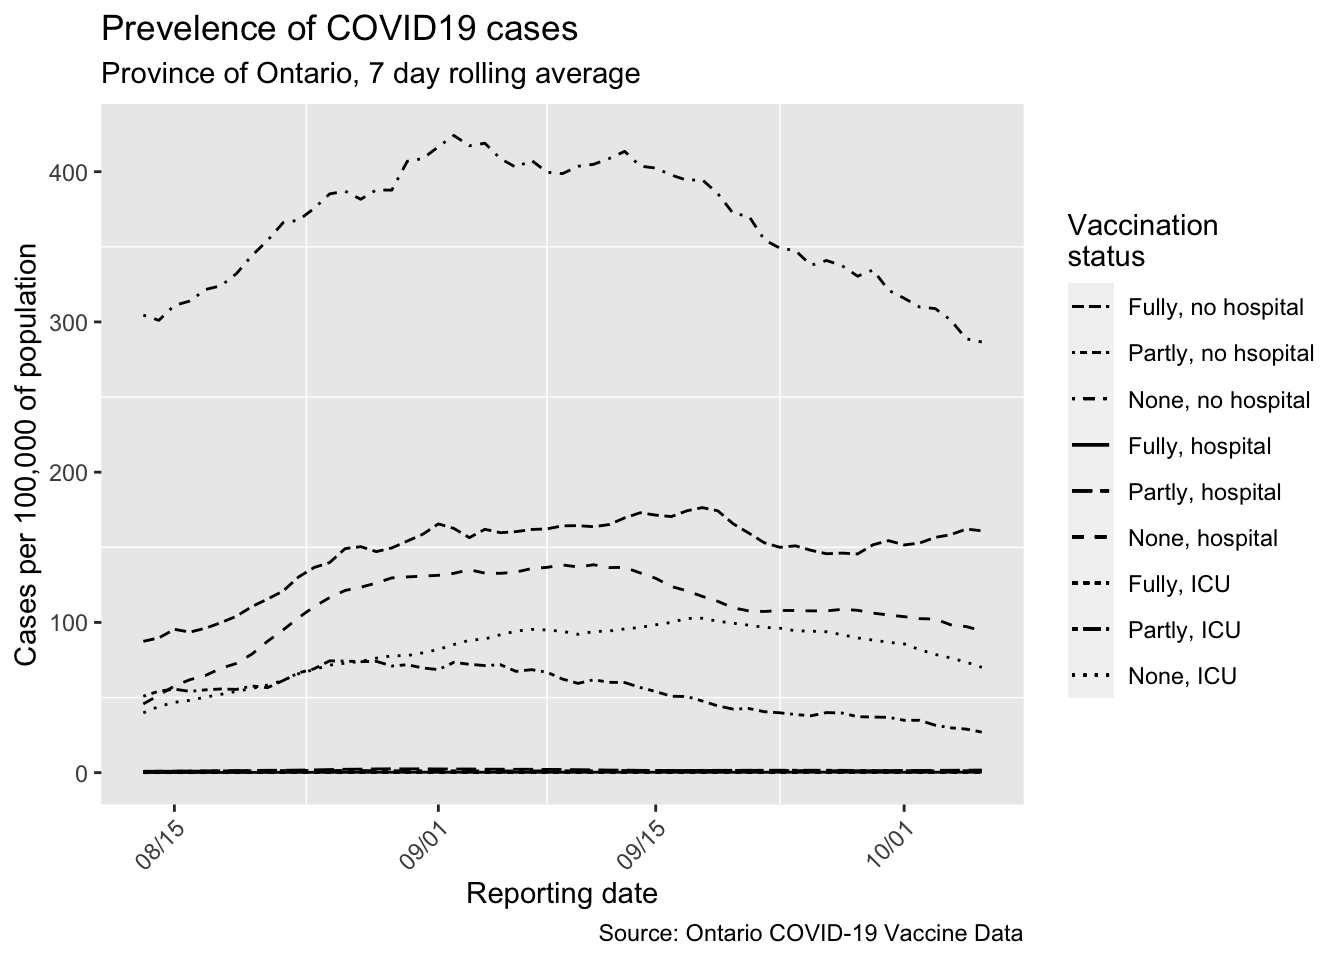 Prevelence of COVID19 cases
Province of Ontario, 7 day rolling average
Cases per 100,000 of population
400
300
200
100
0
08/15
09/01
09/15
10/01
Reporting date
Vaccination
status
Fully, no hospital
Partly, no hsopital
None, no hospital
Fully, hospital
Partly, hospital
None, hospital
Fully, ICU
Partly, ICU
None, ICU
Source: Ontario COVID-19 Vaccine Data